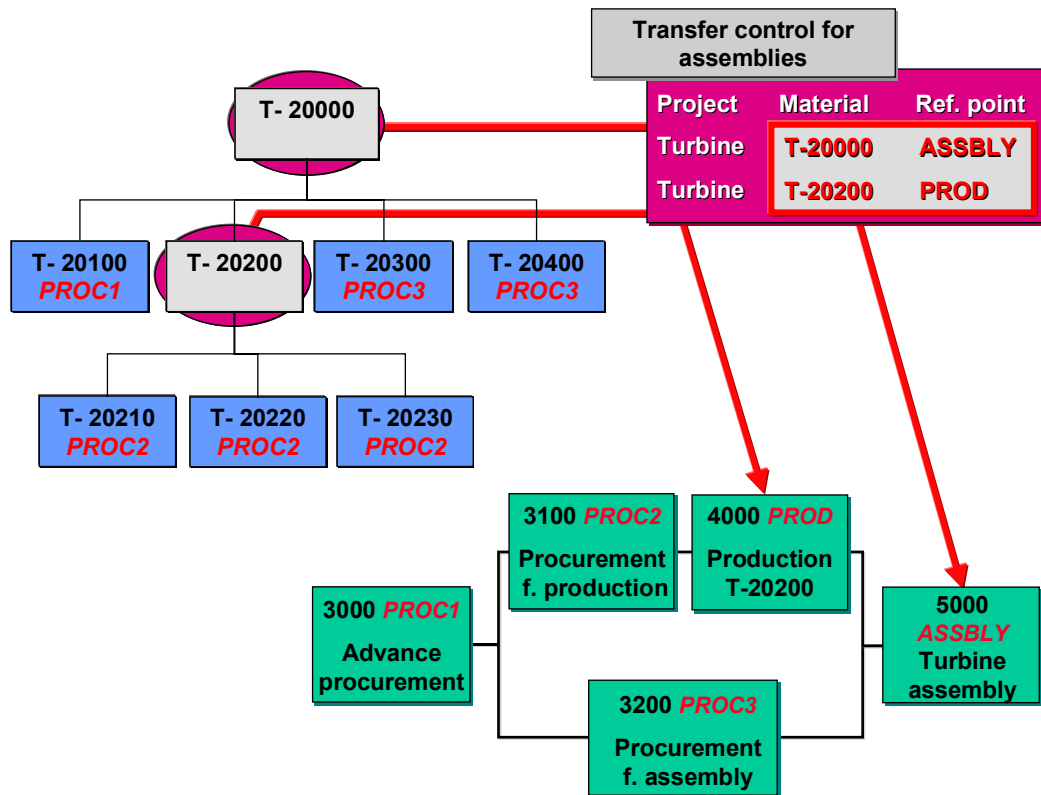 Transfer control for
assemblies
Project Material Ref. point
Turbine T-20000 ASSBLY
Turbine T-20200 PROD
T- 20000
T- 20100
PROC1
T- 20200
T- 20300
PROC3
T- 20400
PROC3
T- 20210
PROC2
T- 20220
PROC2
T- 20230
PROC2
3100 PROC2
Procurement
f. production
4000 PROD
Production
T-20200
3000 PROC1
Advance
procurement
5000
ASSBLY
Turbine
assembly
3200 PROC3
Procurement
f. assembly